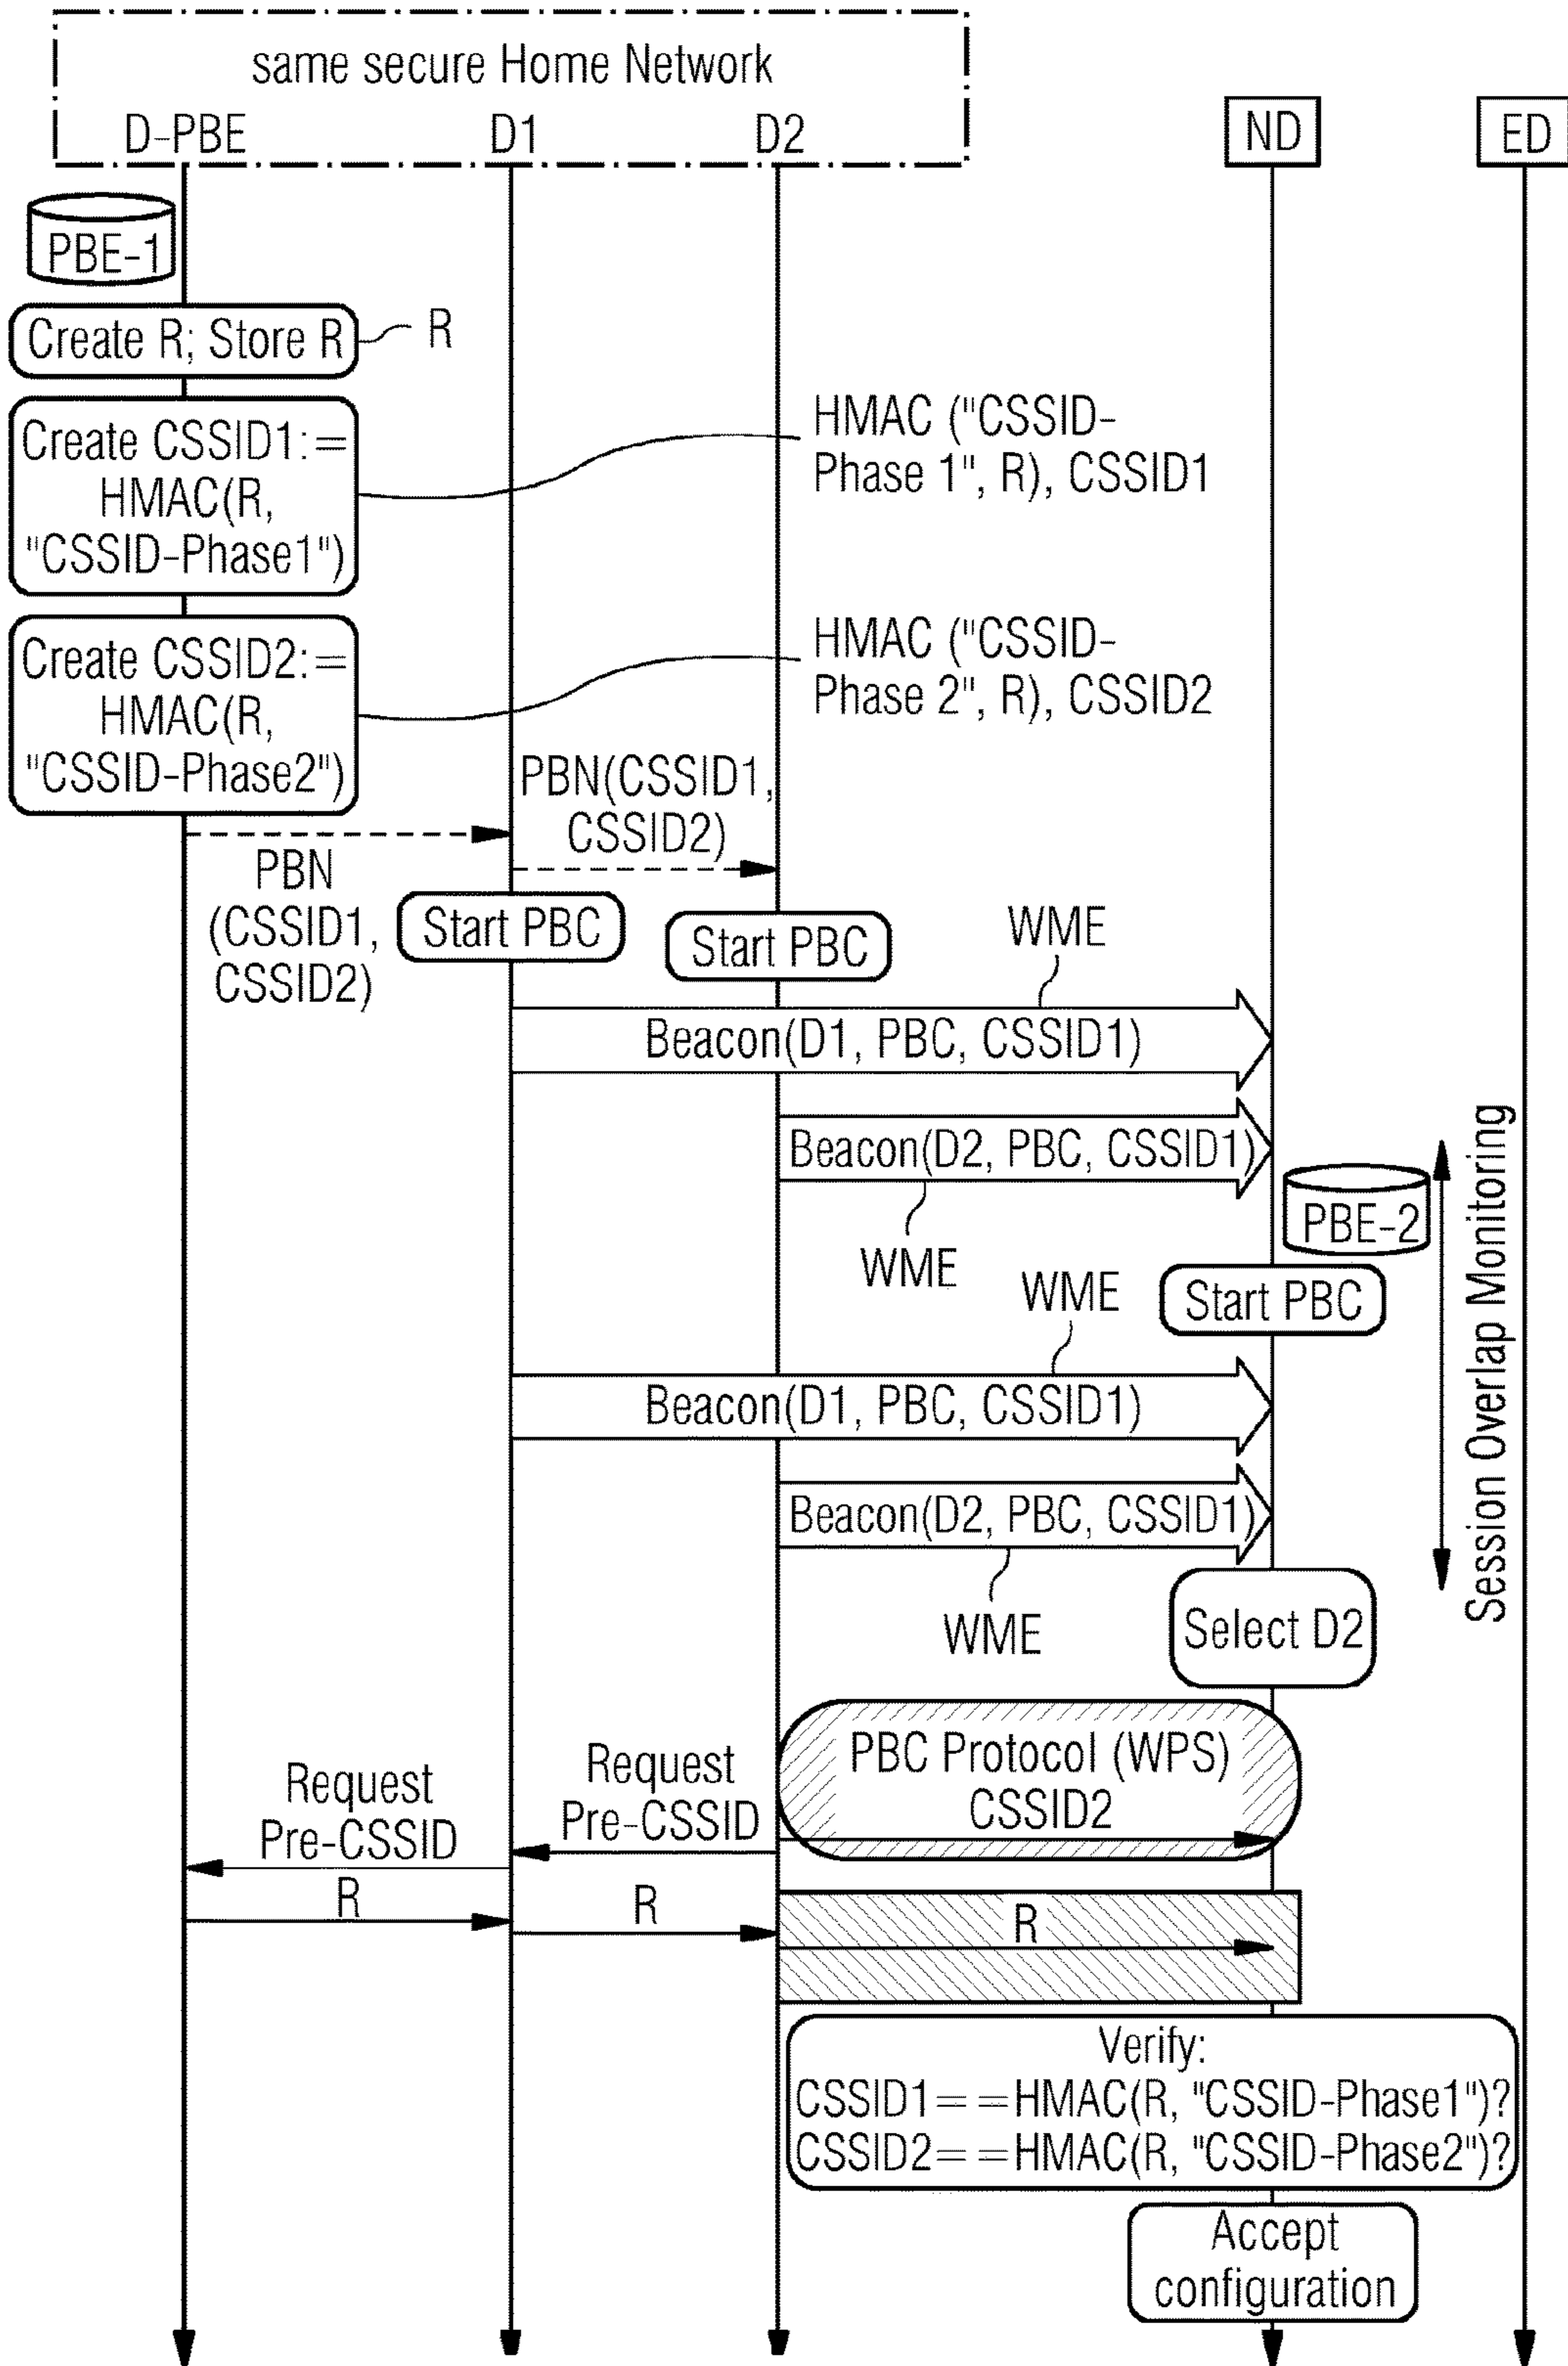 same secure Home Network
D-PBE
D1
D2
ND
ED
PBE-1
Create R; Store R
R
Create CSSID1:=
HMAC(R,
"CSSID-Phase1")
HMAC ("CSSID-
Phase 1", R), CSSID1
Create CSSID2:=
HMAC(R,
"CSSID-Phase2")
HMAC ("CSSID-
Phase 2", R), CSSID2
PBN(CSSID1,
CSSID2)
PBN
(CSSID1,
CSSID2)
Start PBC
Start PBC
WME
Beacon(D1, PBC, CSSID1)
Beacon(D2, PBC, CSSID1)
WME
PBE-2
Start PBC
Session Overlap Monitoring
WME
Beacon(D1, PBC, CSSID1)
Beacon(D2, PBC, CSSID1)
WME
Select D2
PBC Protocol (WPS)
CSSID2
Request
Pre-CSSID
Request
Pre-CSSID
R
R
R
Verify:
CSSID1==HMAC(R, "CSSID-Phase1")?
CSSID2==HMAC(R, "CSSID-Phase2")?
Accept
configuration